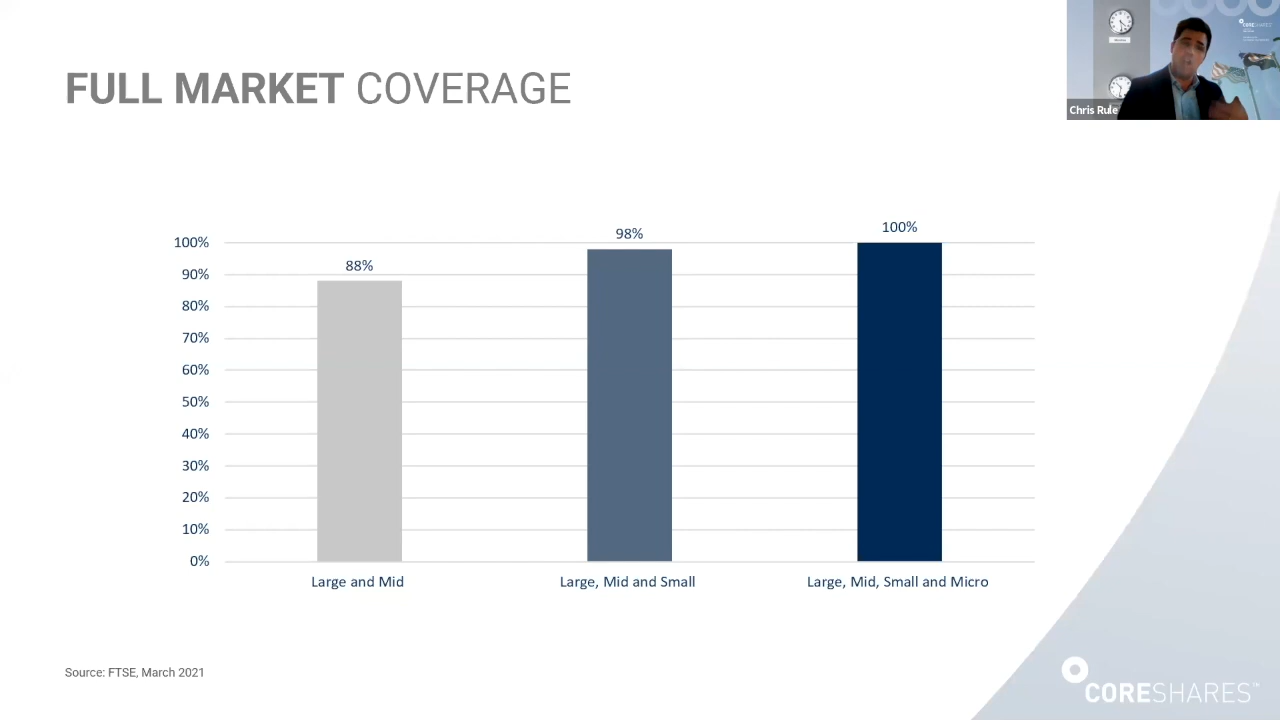 FULL MARKET COVERAGE
Chris Rule
100%
90%
80%
70%
60%
50%
40%
30%
20%
10%
0%
88%
98%
100%
Large and Mid
Large, Mid and Small
Large, Mid, Small and Micro
Source: FTSE, March 2021
CORESHARES™